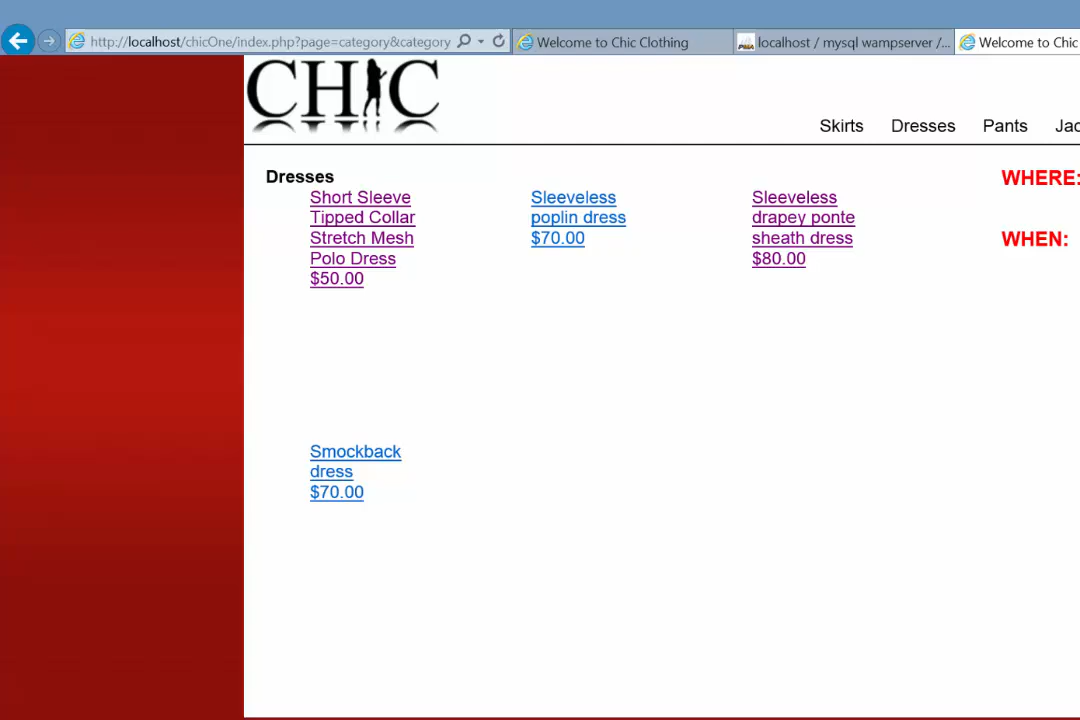 http://localhost/chicOne/index.php?page=category&category
Welcome to Chic Clothing
localhost / mysql wampserver /...
Welcome to Chic
CHIC
Skirts
Dresses
Pants
Jac
Dresses
Short Sleeve
Tipped Collar
Stretch Mesh
Polo Dress
$50.00
Sleeveless
poplin dress
$70.00
Sleeveless
drapey ponte
sheath dress
$80.00
WHERE:
WHEN:
Smockback
dress
$70.00